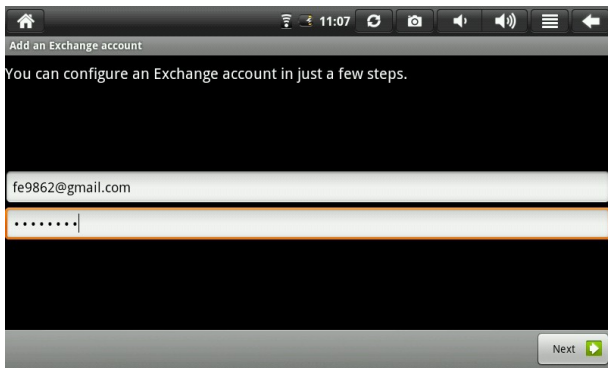 11:07
Add an Exchange account
You can configure an Exchange account in just a few steps.
fe9862@gmail.com
••••••••
Next